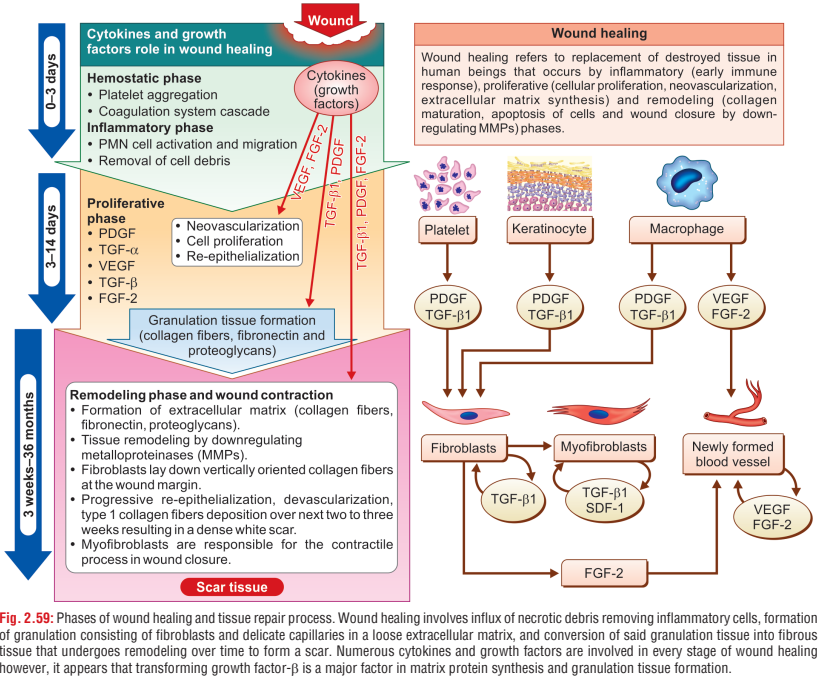 Wound
Cytokines and growth
factors role in wound healing
0–3 days
Hemostatic phase
• Platelet aggregation
• Coagulation system cascade
Inflammatory phase
• PMN cell activation and migration
• Removal of cell debris
Cytokines
(growth
factors)
VEGF, FGF-2
TGF-β1, PDGF
TGF-β1, PDGF, FGF-2
3–14 days
Proliferative
phase
• PDGF
• TGF-α
• VEGF
• TGF-β
• FGF-2
• Neovascularization
• Cell proliferation
• Re-epithelialization
Granulation tissue formation
(collagen fibers, fibronectin and
proteoglycans)
3 weeks–36 months
Remodeling phase and wound contraction
• Formation of extracellular matrix (collagen fibers,
fibronectin, proteoglycans).
• Tissue remodeling by downregulating
metalloproteinases (MMPs).
• Fibroblasts lay down vertically oriented collagen fibers
at the wound margin.
• Progressive re-epithelialization, devascularization,
type 1 collagen fibers deposition over next two to three
weeks resulting in a dense white scar.
• Myofibroblasts are responsible for the contractile
process in wound closure.
Scar tissue
Wound healing
Wound healing refers to replacement of destroyed tissue in
human beings that occurs by inflammatory (early immune
response), proliferative (cellular proliferation, neovascularization,
extracellular matrix synthesis) and remodeling (collagen
maturation, apoptosis of cells and wound closure by down-
regulating MMPs) phases.
Platelet
Keratinocyte
Macrophage
PDGF
TGF-β1
PDGF
TGF-β1
PDGF
TGF-β1
VEGF
FGF-2
Fibroblasts
Myofibroblasts
Newly formed
blood vessel
TGF-β1
TGF-β1
SDF-1
VEGF
FGF-2
FGF-2
Fig. 2.59: Phases of wound healing and tissue repair process. Wound healing involves influx of necrotic debris removing inflammatory cells, formation
of granulation consisting of fibroblasts and delicate capillaries in a loose extracellular matrix, and conversion of said granulation tissue into fibrous
tissue that undergoes remodeling over time to form a scar. Numerous cytokines and growth factors are involved in every stage of wound healing
however, it appears that transforming growth factor-β is a major factor in matrix protein synthesis and granulation tissue formation.